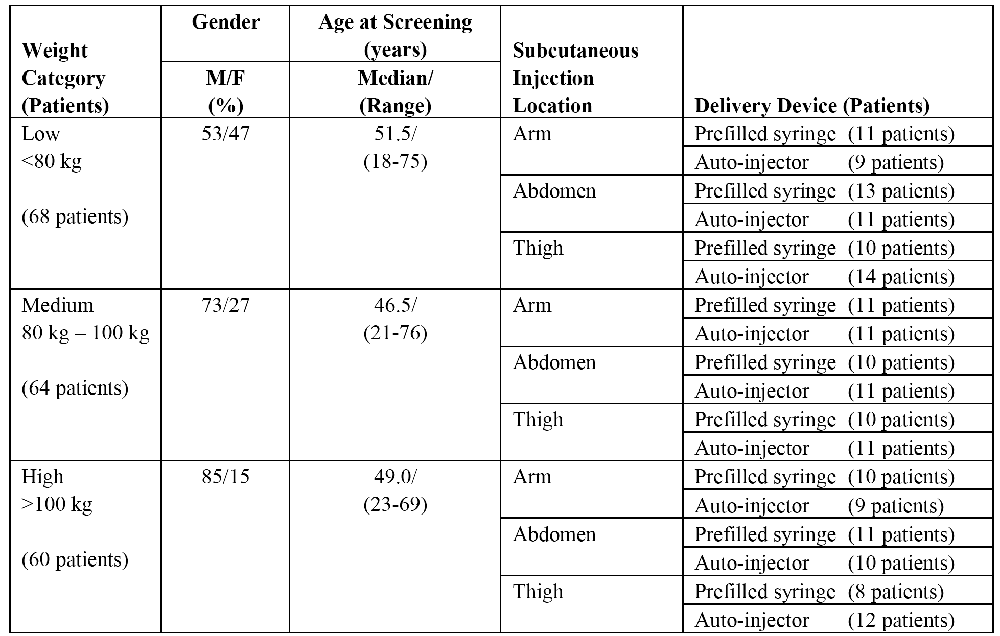 Weight
Category
(Patients)
Gender
M/F
(%)
Age at Screening
(years)
Median/
(Range)
Subcutaneous
Injection
Location
Delivery Device (Patients)
Low
<80 kg
(68 patients)
53/47
51.5/
(18-75)
Arm
Prefilled syringe (11 patients)
Auto-injector (9 patients)
Abdomen
Prefilled syringe (13 patients)
Auto-injector (11 patients)
Thigh
Prefilled syringe (10 patients)
Auto-injector (14 patients)
Medium
80 kg – 100 kg
(64 patients)
73/27
46.5/
(21-76)
Arm
Prefilled syringe (11 patients)
Auto-injector (11 patients)
Abdomen
Prefilled syringe (10 patients)
Auto-injector (11 patients)
Thigh
Prefilled syringe (10 patients)
Auto-injector (11 patients)
High
>100 kg
(60 patients)
85/15
49.0/
(23-69)
Arm
Prefilled syringe (10 patients)
Auto-injector (9 patients)
Abdomen
Prefilled syringe (11 patients)
Auto-injector (10 patients)
Thigh
Prefilled syringe (8 patients)
Auto-injector (12 patients)